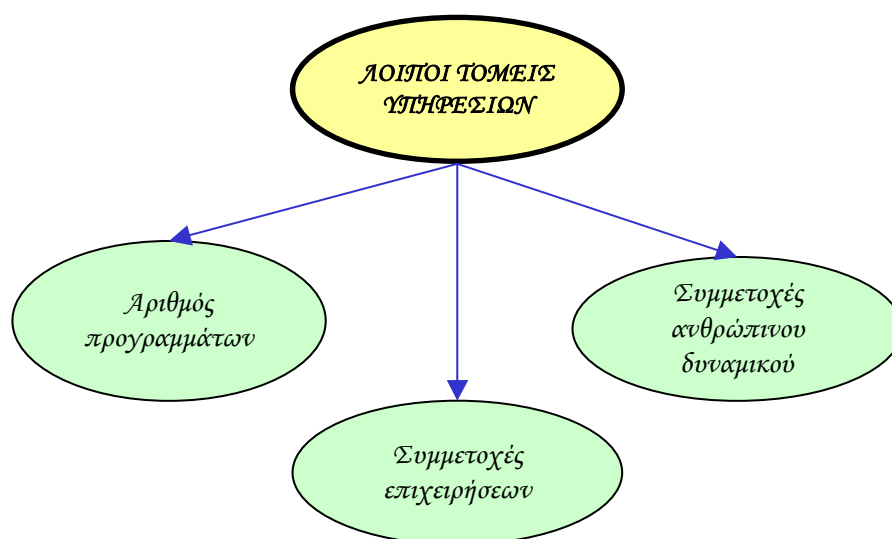 ΛΟΙΠΟΙ ΤΟΜΕΙΣ
ΥΠΗΡΕΣΙΩΝ
Αριθμός
προγραμμάτων
Συμμετοχές
επιχειρήσεων
Συμμετοχές
ανθρώπινου
δυναμικού